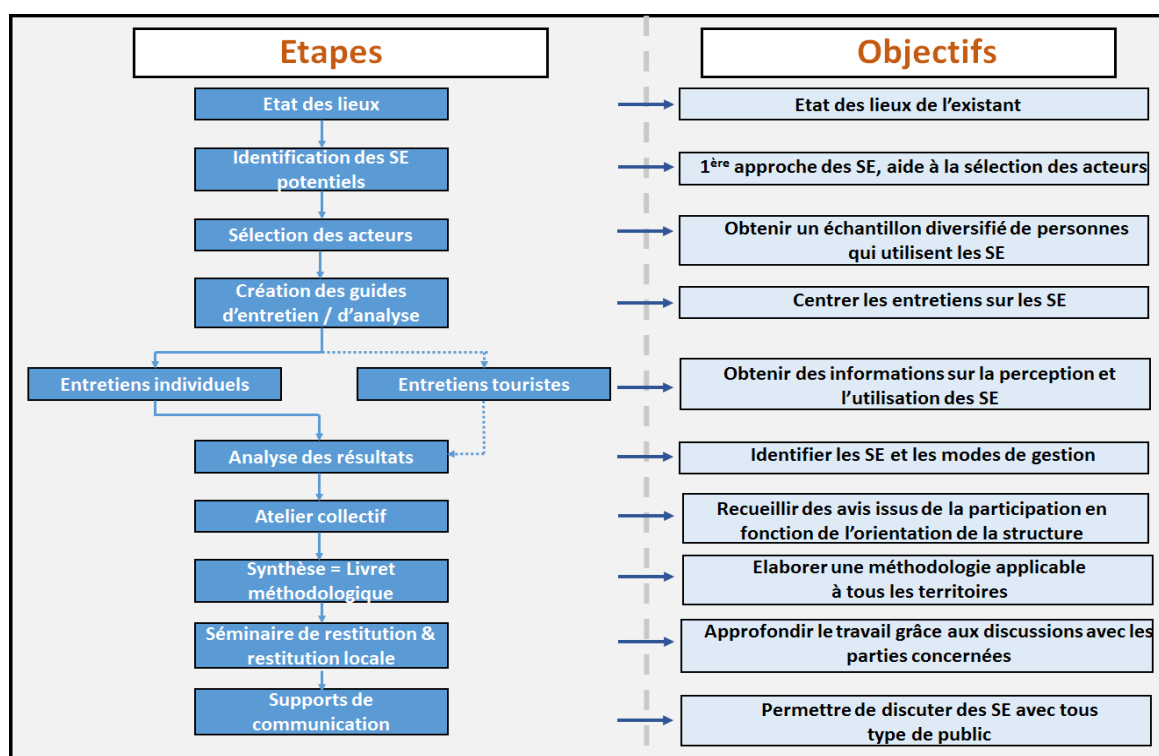 Etapes
Objectifs
Etat des lieux
Etat des lieux de l'existant
Identification des SE
potentiels
1ère approche des SE, aide à la sélection des acteurs
Sélection des acteurs
Obtenir un échantillon diversifié de personnes
qui utilisent les SE
Création des guides
d'entretien / d'analyse
Centrer les entretiens sur les SE
Entretiens individuels
Entretiens touristes
Obtenir des informations sur la perception et
l'utilisation des SE
Analyse des résultats
Identifier les SE et les modes de gestion
Atelier collectif
Recueillir des avis issus de la participation en
fonction de l'orientation de la structure
Synthèse = Livret
méthodologique
Elaborer une méthodologie applicable
à tous les territoires
Séminaire de restitution &
restitution locale
Approfondir le travail grâce aux discussions avec les
parties concernées
Supports de
communication
Permettre de discuter des SE avec tous
type de public